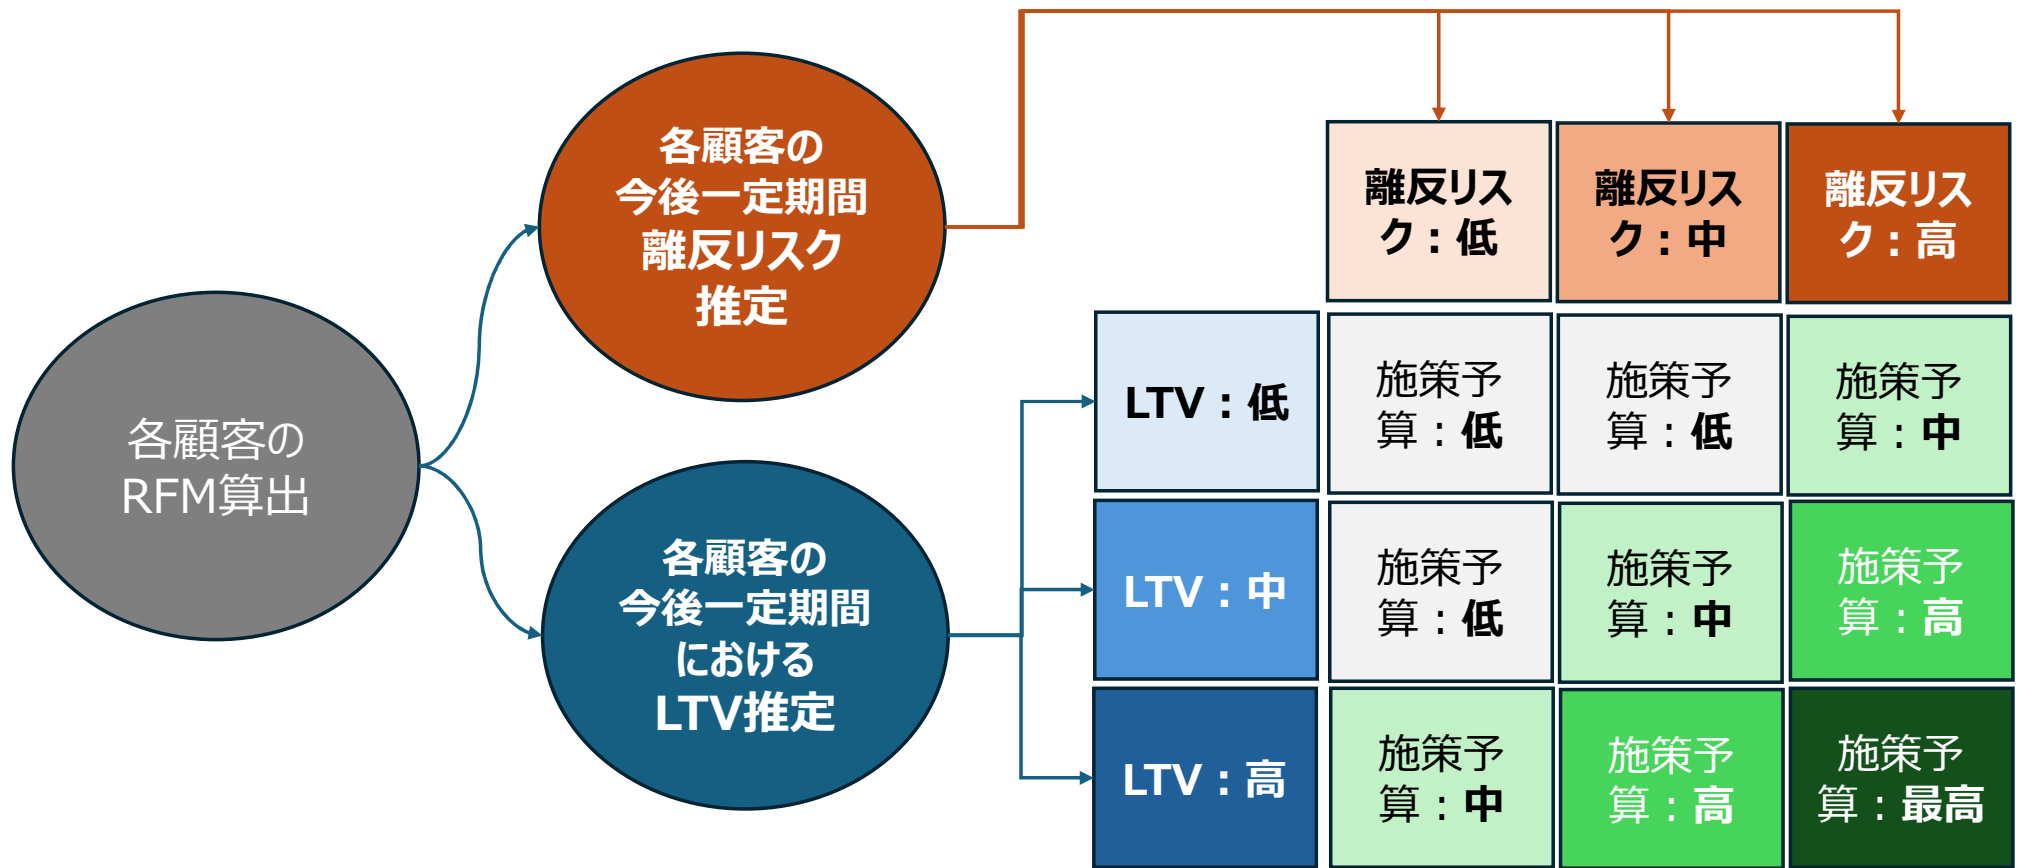 各顧客の
RFM算出
各顧客の
今後一定期間
離反リスク
推定
各顧客の
今後一定期間
における
LTV推定
離反リス
ク：低
離反リス
ク：中
離反リス
ク：高
LTV：低
施策予
算：低
施策予
算：低
施策予
算：中
LTV：中
施策予
算：低
施策予
算：中
施策予
算：高
LTV：高
施策予
算：中
施策予
算：高
施策予
算：最高